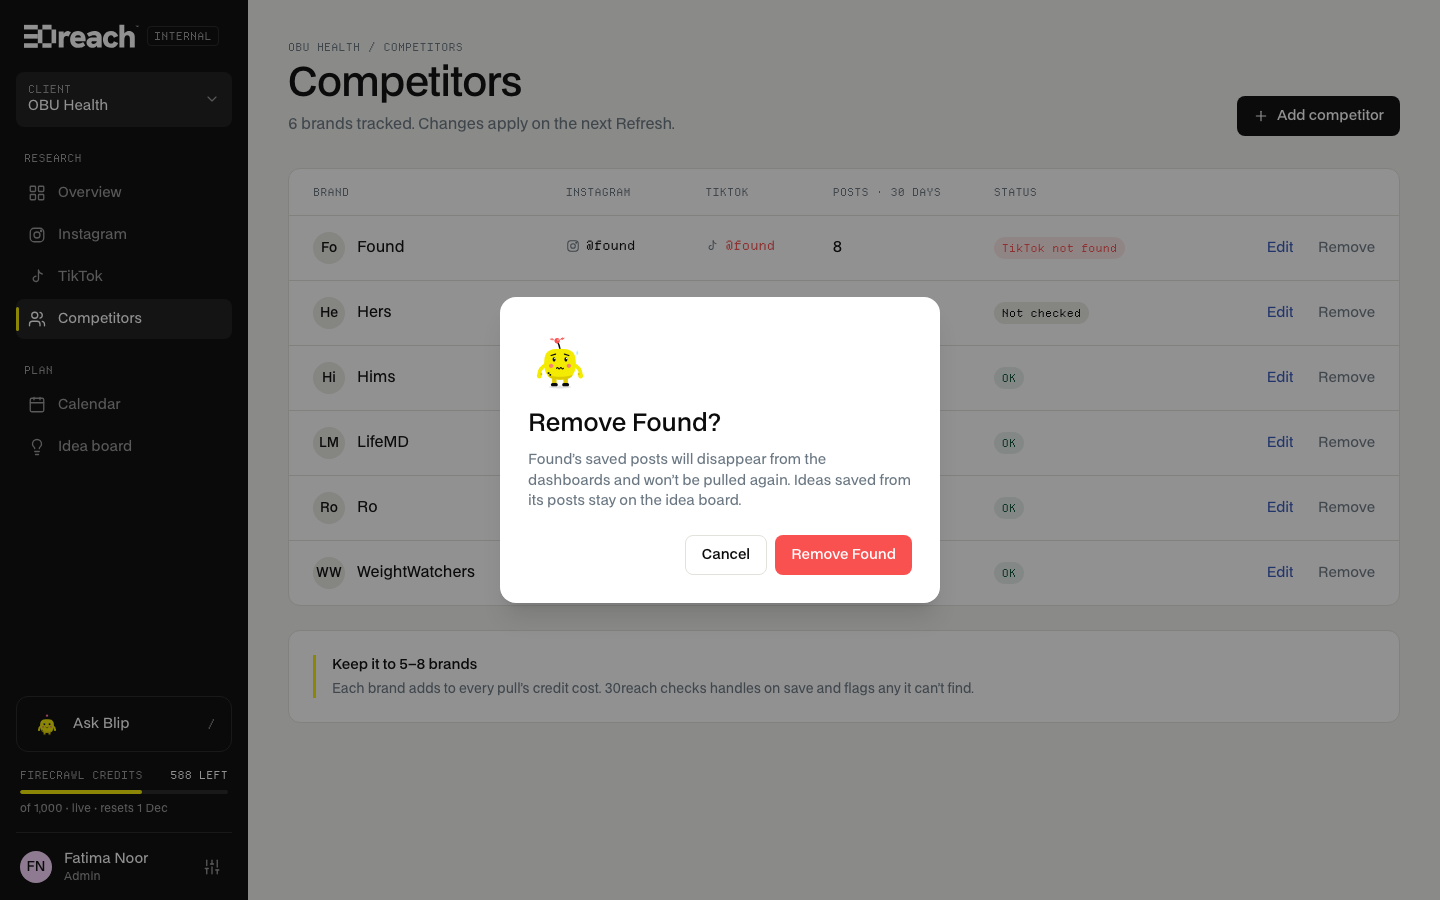 30reach
INTERNAL
CLIENT
OBU Health
RESEARCH
Overview
Instagram
TikTok
Competitors
PLAN
Calendar
Idea board
Ask Blip
/
FIRECRAWL CREDITS 588 LEFT
of 1,000 · live · resets 1 Dec
FN
Fatima Noor
Admin
OBU HEALTH / COMPETITORS
Competitors
6 brands tracked. Changes apply on the next Refresh.
+ Add competitor
BRAND INSTAGRAM TIKTOK POSTS · 30 DAYS STATUS
Fo Found @found @found 8 TikTok not found Edit Remove
He Hers Not checked Edit Remove
Hi Hims OK Edit Remove
LM LifeMD OK Edit Remove
Ro Ro OK Edit Remove
WW WeightWatchers OK Edit Remove
Remove Found?
Found's saved posts will disappear from the
dashboards and won't be pulled again. Ideas saved from
its posts stay on the idea board.
Cancel
Remove Found
Keep it to 5–8 brands
Each brand adds to every pull's credit cost. 30reach checks handles on save and flags any it can't find.